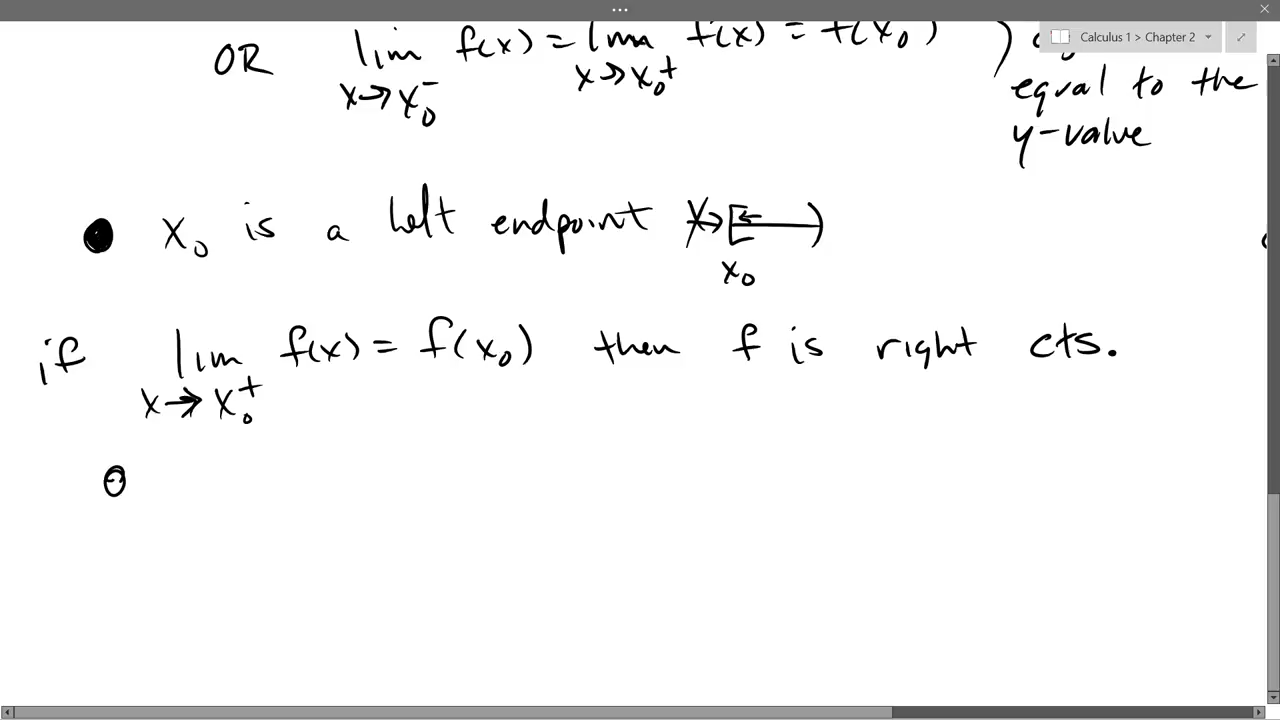 Calculus 1 > Chapter 2
OR lim f(x) = lim f(x) = f(x₀)
x→x₀⁻ x→x₀⁺
equal to the
y-value
x₀ is a left endpoint
x₀
if lim f(x) = f(x₀) then f is right cts.
x→x₀⁺